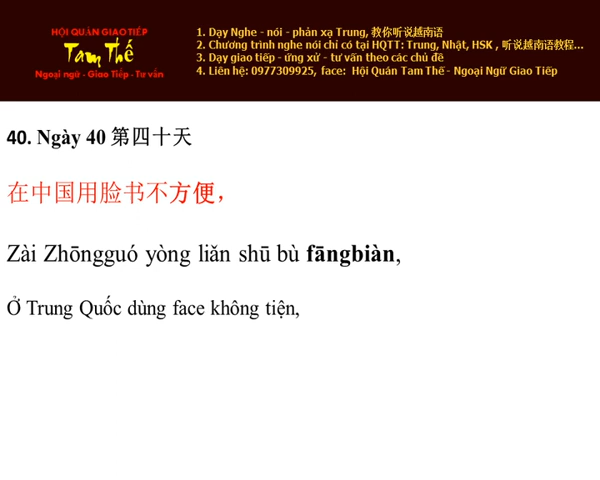 HỘI QUÁN GIAO TIẾP
Tam Thế
Ngoại ngữ - Giao Tiếp - Tư vấn
1. Dạy Nghe - nói - phản xạ Trung, 教你听说越南语
2. Chương trình nghe nói chỉ có tại HQTT: Trung, Nhật, HSK , 听说越南语教程...
3. Dạy giao tiếp - ứng xử - tư vấn theo các chủ đề
4. Liên hệ: 0977309925, face: Hội Quán Tam Thế - Ngoại Ngữ Giao Tiếp
40. Ngày 40 第四十天
在中国用脸书不方便，
Zài Zhōngguó yòng liǎn shū bù fāngbiàn,
Ở Trung Quốc dùng face không tiện,